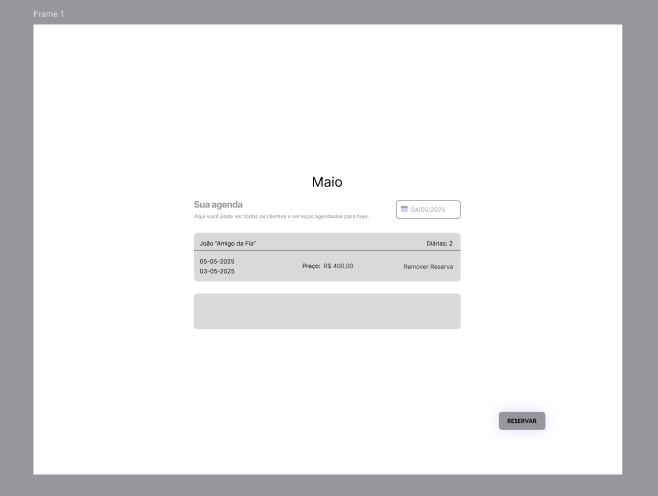 Frame 1
Maio
Sua agenda
Aqui você pode ver todos os clientes e serviços agendados para hoje.
04/05/2025
João "Amigo da Fla"
Diárias: 2
05-05-2025
03-05-2025
Preço: R$ 400,00
Remover Reserva
RESERVAR